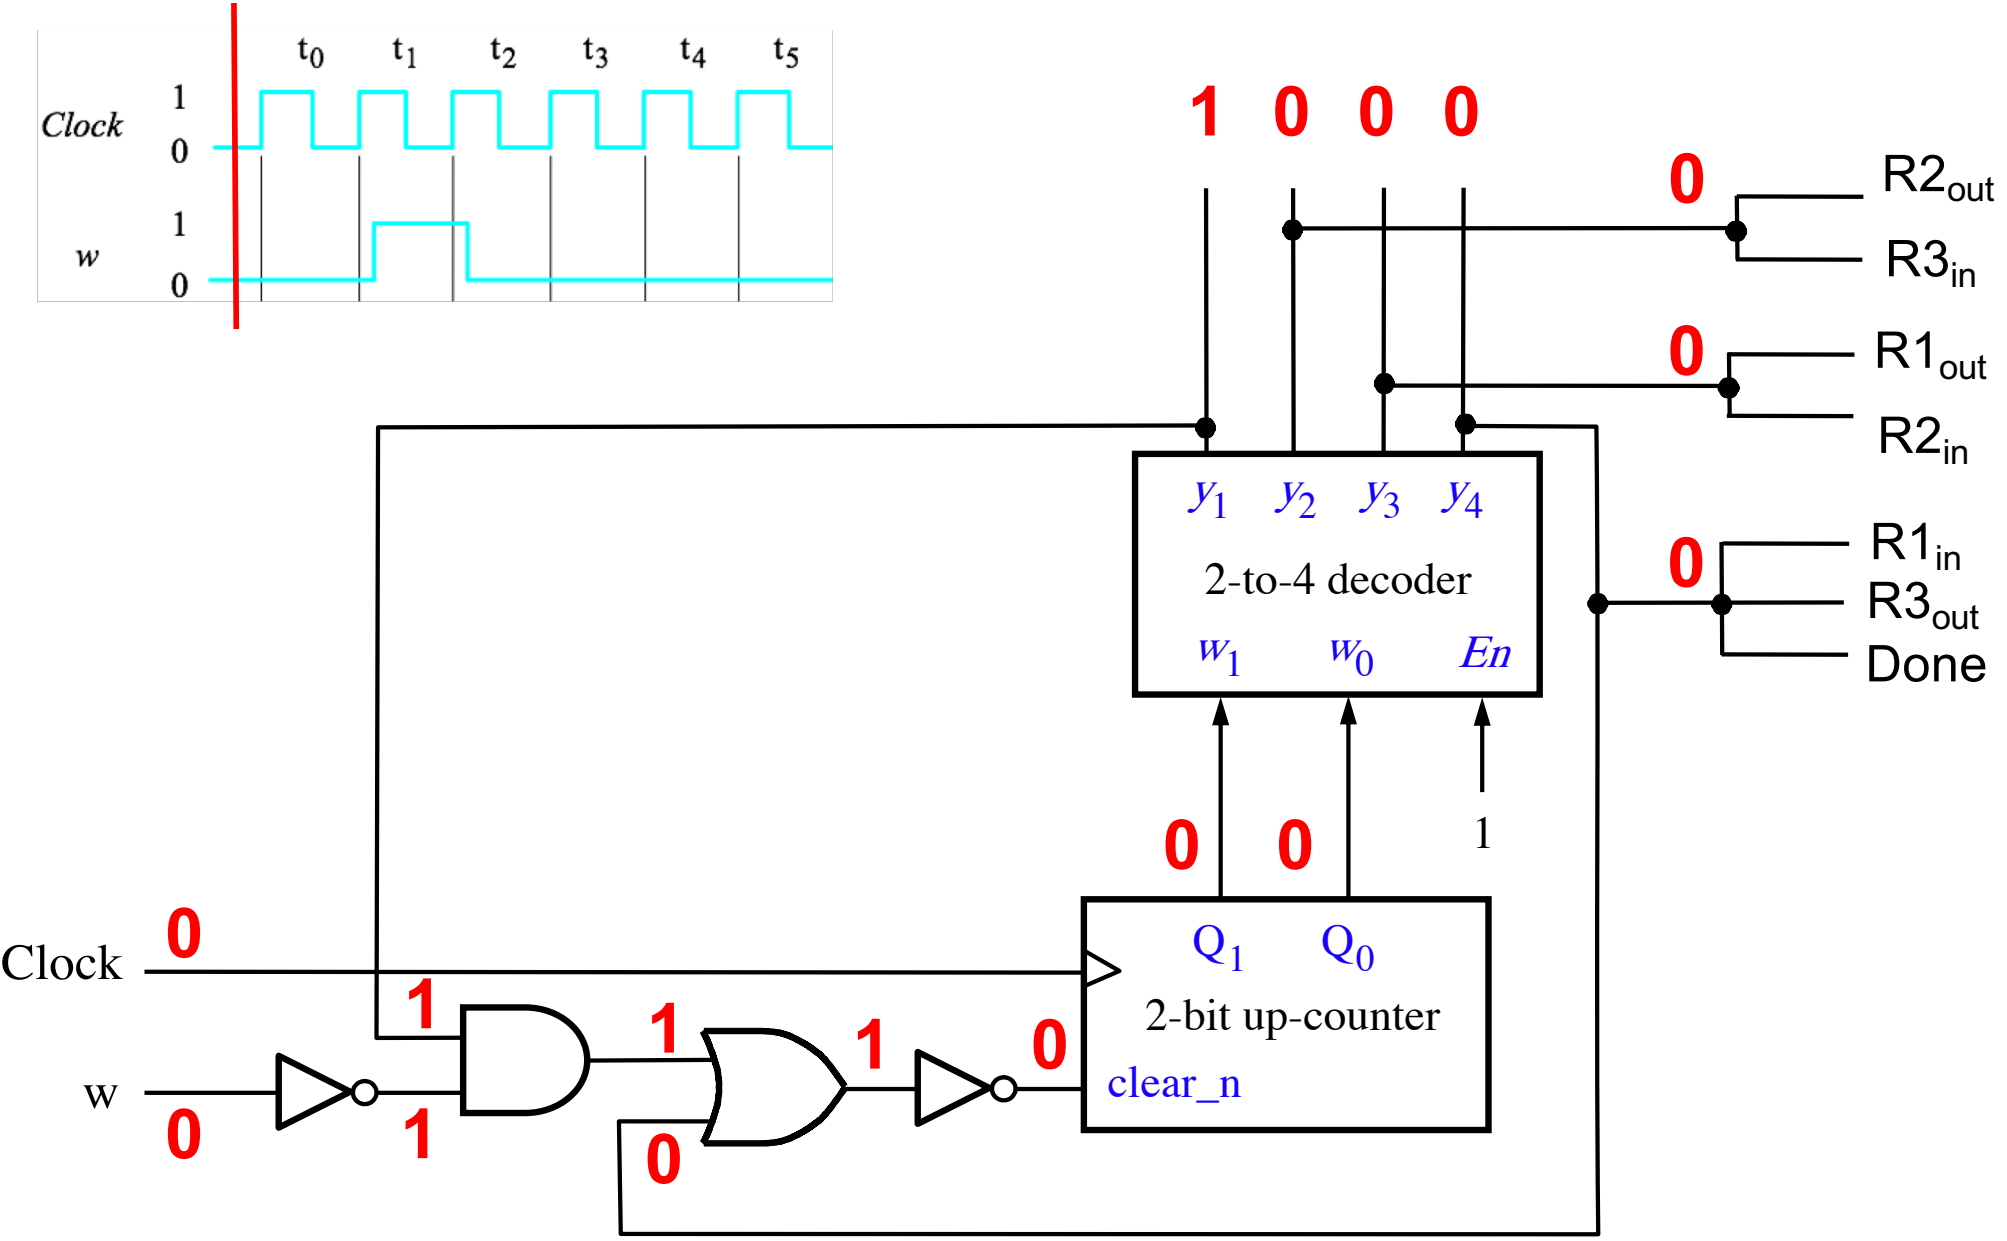 t0 t1 t2 t3 t4 t5
Clock 1
0
w 1
0
1 0 0 0
0 R2out
R3in
0 R1out
R2in
y1 y2 y3 y4
2-to-4 decoder
w1 w0 En
0 R1in
R3out
Done
0 0 1
Clock 0
Q1 Q0
2-bit up-counter
clear_n
1 1 1 0
w 0 1 0